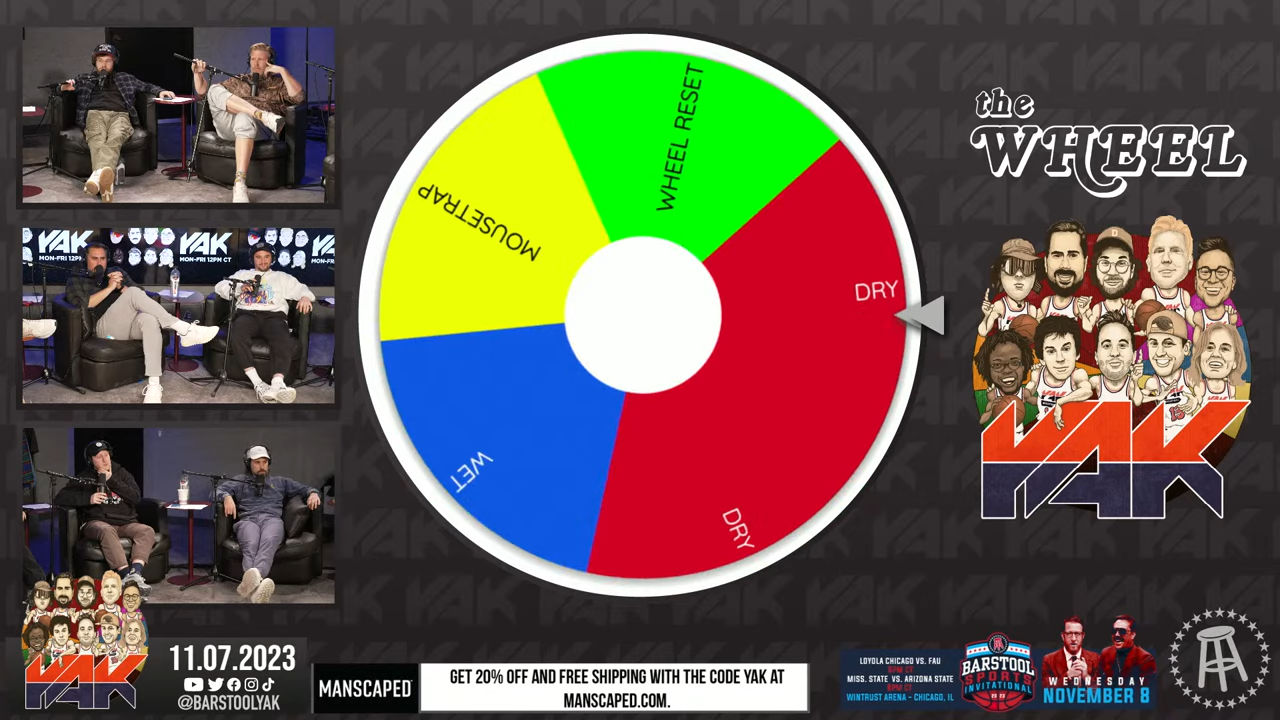 the
WHEEL
WHEEL RESET
MOUSETRAP
DRY
WET
DRY
YAK
MON-FRI 12PM CT
YAK
YAK
11.07.2023
@BARSTOOLYAK
MANSCAPED
GET 20% OFF AND FREE SHIPPING WITH THE CODE YAK AT
MANSCAPED.COM.
LOYOLA CHICAGO VS. FAU
MISS. STATE VS. ARIZONA STATE
WINTRUST ARENA - CHICAGO, IL
BARSTOOL
SPORTS
INVITATIONAL
2023
WEDNESDAY
NOVEMBER 8
YAK